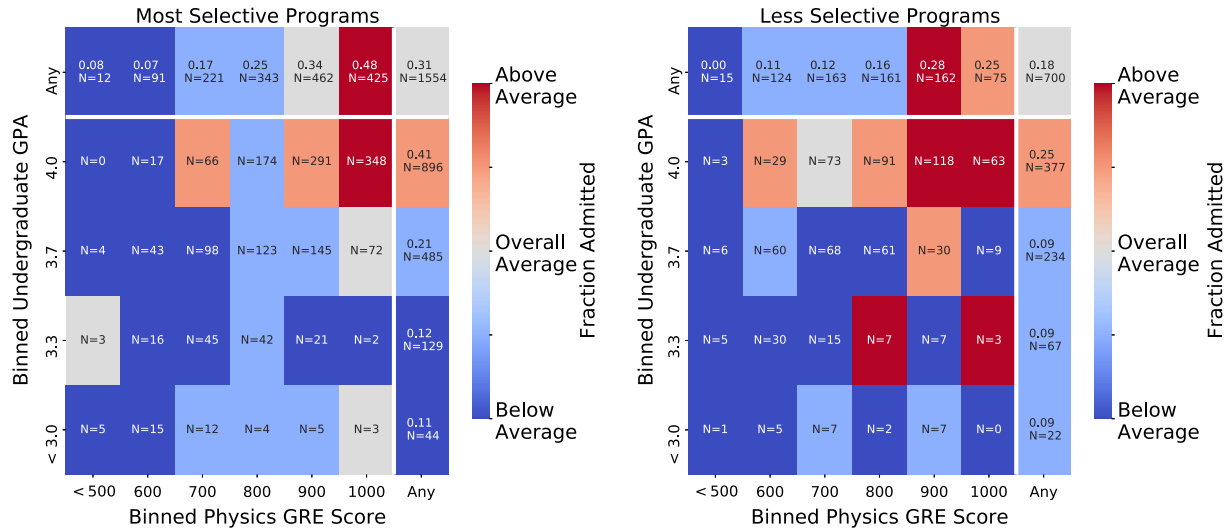 Most Selective Programs
Less Selective Programs
Binned Undergraduate GPA
Any
0.08
N=12
0.07
N=91
0.17
N=221
0.25
N=343
0.34
N=462
0.48
N=425
0.31
N=1554
4.0
N=0
N=17
N=66
N=174
N=291
N=348
0.41
N=896
3.7
N=4
N=43
N=98
N=123
N=145
N=72
0.21
N=485
3.3
N=3
N=16
N=45
N=42
N=21
N=2
0.12
N=129
< 3.0
N=5
N=15
N=12
N=4
N=5
N=3
0.11
N=44
< 500
600
700
800
900
1000
Any
Binned Physics GRE Score
Above
Average
Overall
Average
Below
Average
Fraction Admitted
Binned Undergraduate GPA
Any
0.00
N=15
0.11
N=124
0.12
N=163
0.16
N=161
0.28
N=162
0.25
N=75
0.18
N=700
4.0
N=3
N=29
N=73
N=91
N=118
N=63
0.25
N=377
3.7
N=6
N=60
N=68
N=61
N=30
N=9
0.09
N=234
3.3
N=5
N=30
N=15
N=7
N=7
N=3
0.09
N=67
< 3.0
N=1
N=5
N=7
N=2
N=7
N=0
0.09
N=22
< 500
600
700
800
900
1000
Any
Binned Physics GRE Score
Above
Average
Overall
Average
Below
Average
Fraction Admitted